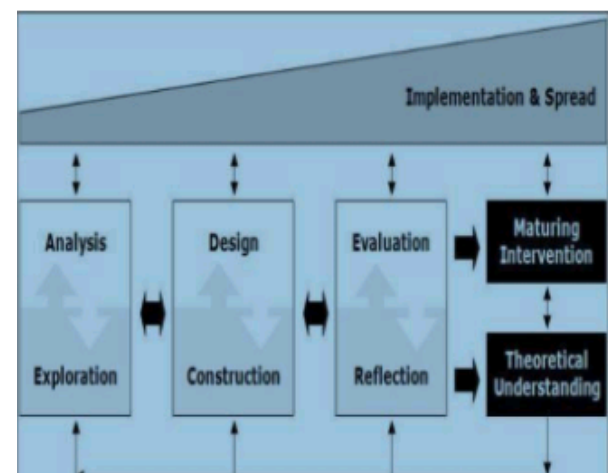 Implementation & Spread
Analysis
Design
Evaluation
Maturing
Intervention
Exploration
Construction
Reflection
Theoretical
Understanding